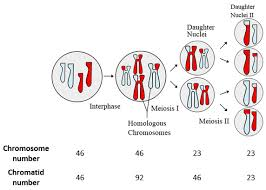 Daughter
Nuclei II
Daughter
Nuclei
Interphase
Meiosis I
Homologous
Chromosomes
Meiosis II
Chromosome
number
46 46 23 23
Chromatid
number
46 92 46 23